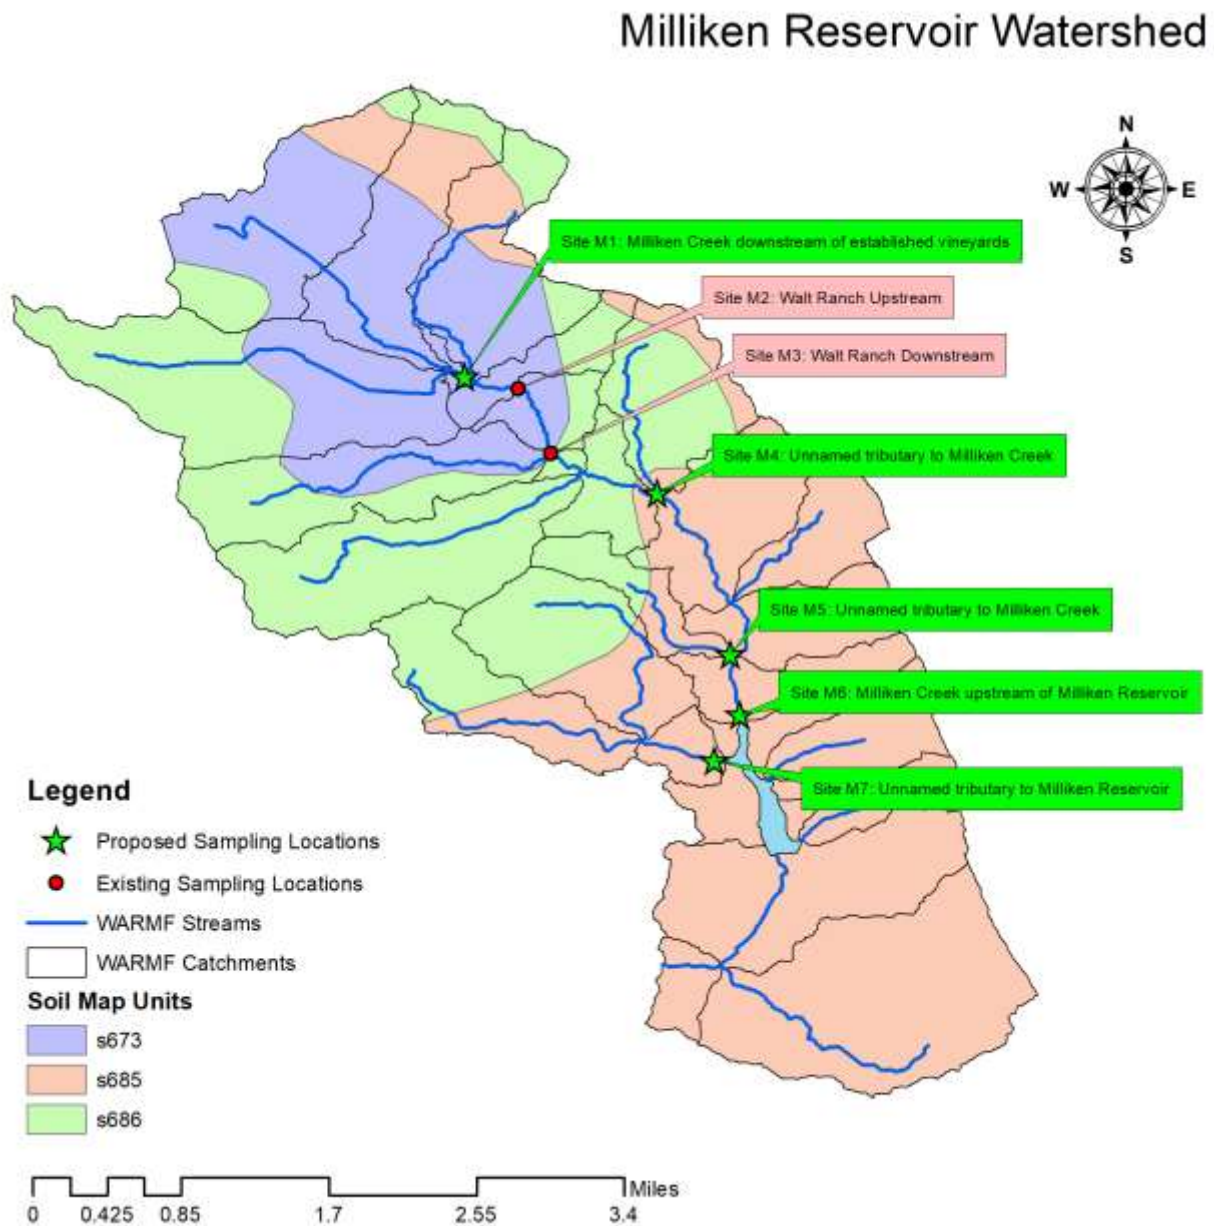 Milliken Reservoir Watershed
N
W
E
S
Site M1: Milliken Creek downstream of established vineyards
Site M2: Walt Ranch Upstream
Site M3: Walt Ranch Downstream
Site M4: Unnamed tributary to Milliken Creek
Site M5: Unnamed tributary to Milliken Creek
Site M6: Milliken Creek upstream of Milliken Reservoir
Site M7: Unnamed tributary to Milliken Reservoir
Legend
Proposed Sampling Locations
Existing Sampling Locations
WARMF Streams
WARMF Catchments
Soil Map Units
s673
s685
s686
Miles
0 0.425 0.85 1.7 2.55 3.4